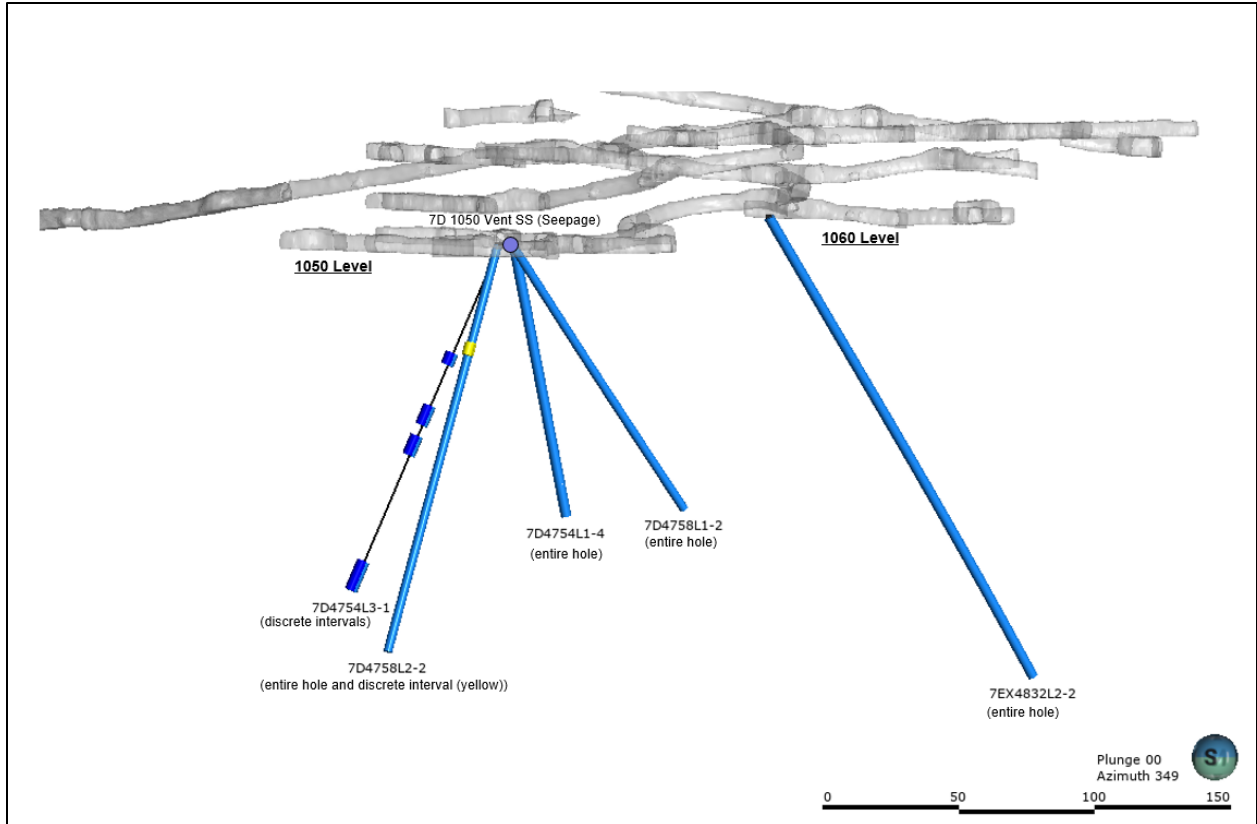 7D 1050 Vent SS (Seepage)
1050 Level
1060 Level
7D4754L1-4
(entire hole)
7D4758L1-2
(entire hole)
7D4754L3-1
(discrete intervals)
7D4758L2-2
(entire hole and discrete interval (yellow))
7EX4832L2-2
(entire hole)
Plunge 00
Azimuth 349
S
0 50 100 150